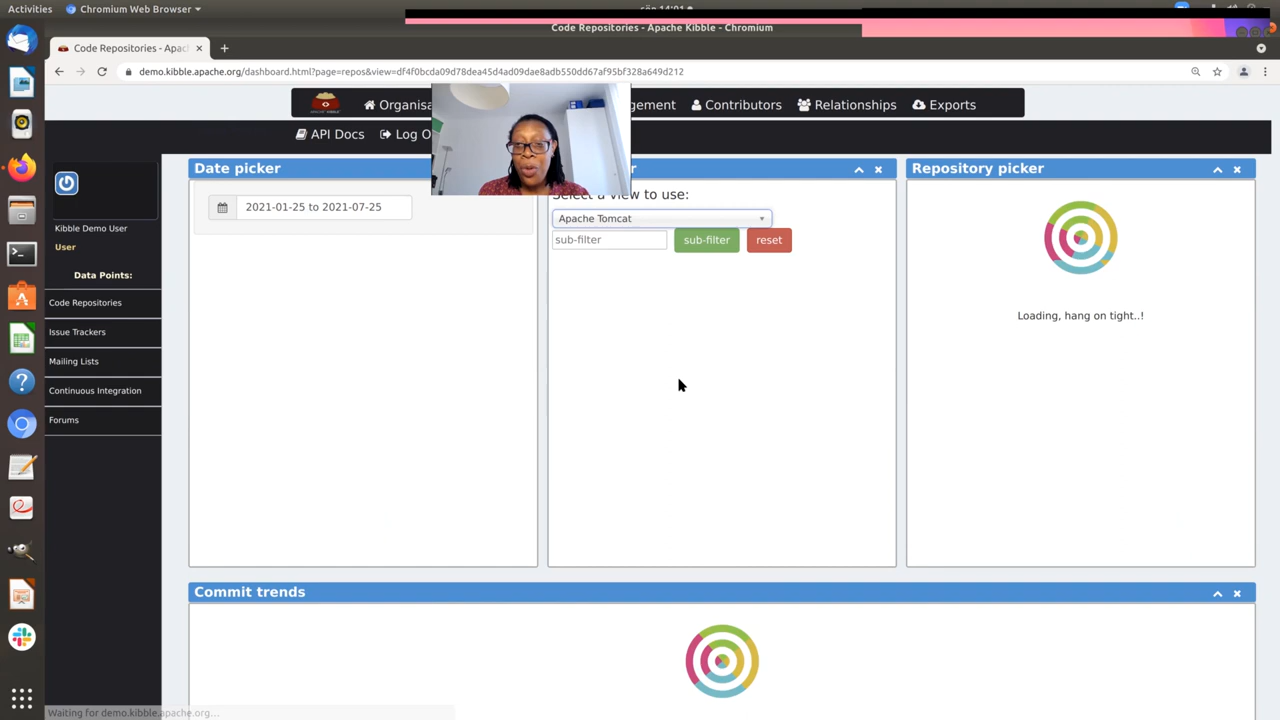 Activities
Chromium Web Browser
Code Repositories - Apache Kibble - Chromium
Code Repositories - Apac
demo.kibble.apache.org/dashboard.html?page=repos&view=df4f0bcda09d78dea45d4ad09dae8adb550dd67af95bf328a649d212
Organisa
gement
Contributors
Relationships
Exports
API Docs
Log O
Kibble Demo User
User
Data Points:
Code Repositories
Issue Trackers
Mailing Lists
Continuous Integration
Forums
Date picker
2021-01-25 to 2021-07-25
Select a view to use:
Apache Tomcat
sub-filter
sub-filter
reset
Repository picker
Loading, hang on tight..!
Commit trends
Waiting for demo.kibble.apache.org...